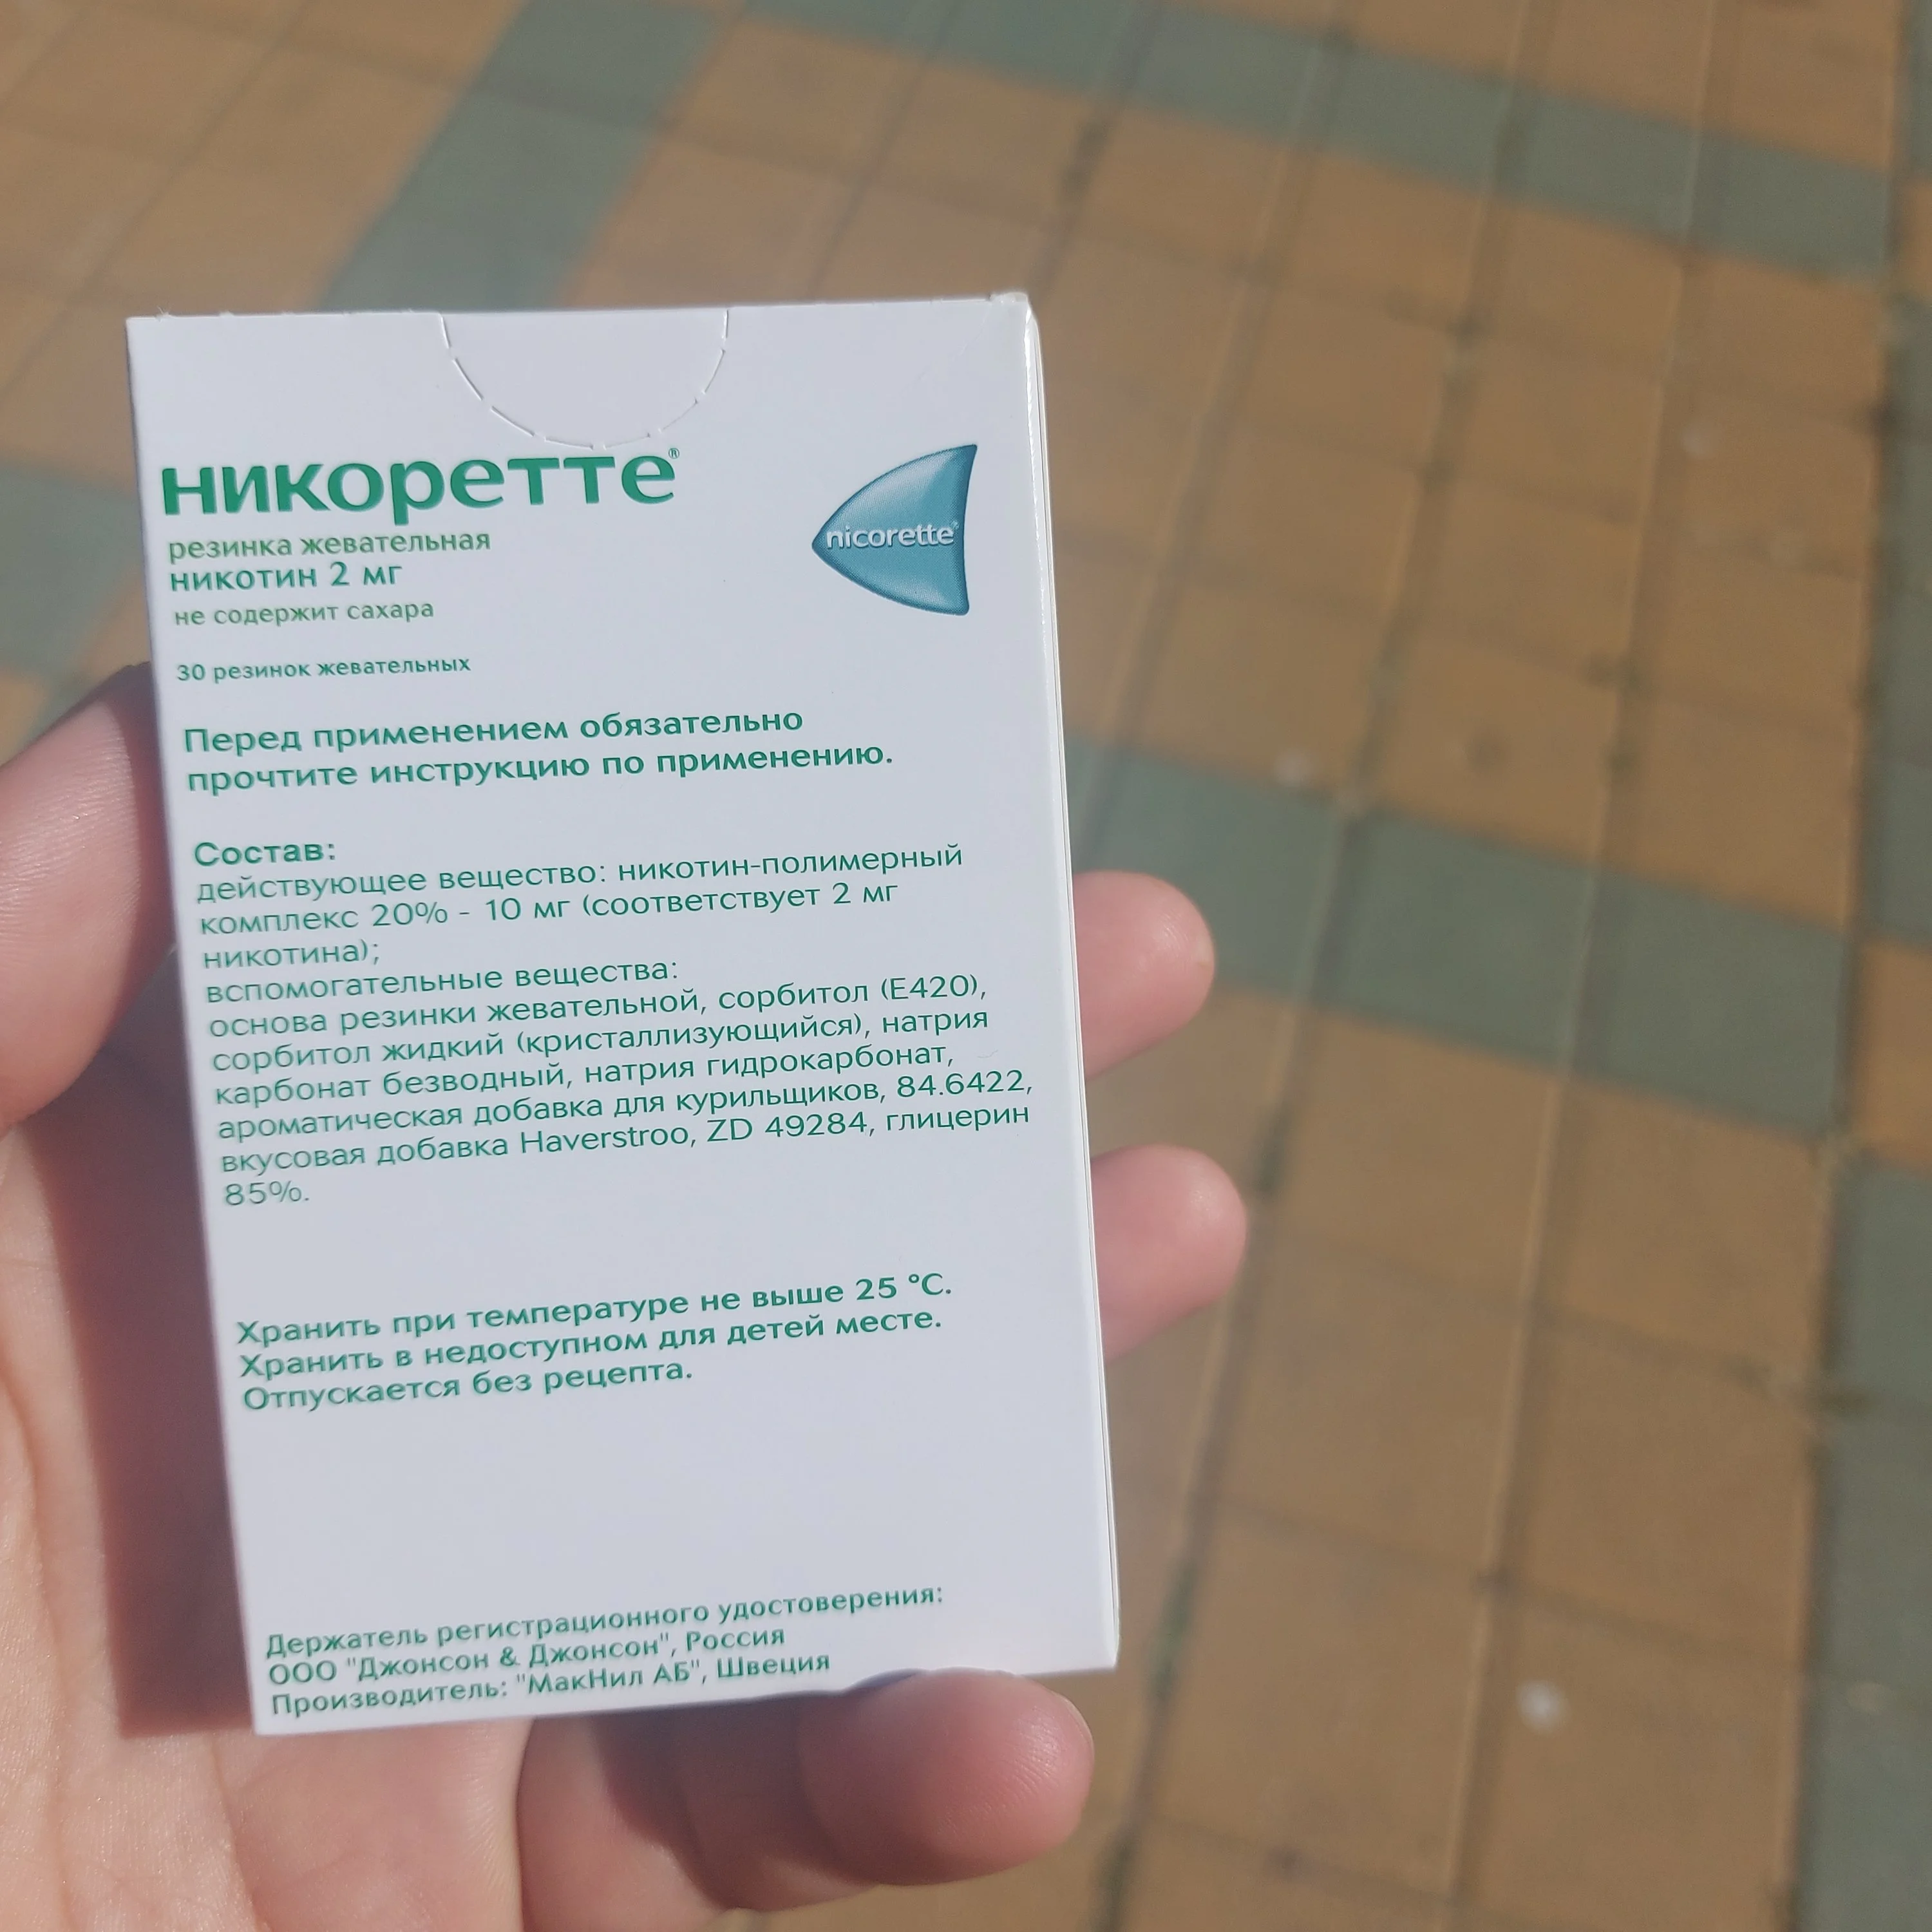 никоретте®
nicorette®
резинка жевательная
никотин 2 мг
не содержит сахара
30 резинок жевательных
Перед применением обязательно
прочтите инструкцию по применению.
Состав:
действующее вещество: никотин-полимерный
комплекс 20% - 10 мг (соответствует 2 мг
никотина);
вспомогательные вещества:
основа резинки жевательной, сорбитол (E420),
сорбитол жидкий (кристаллизующийся), натрия
карбонат безводный, натрия гидрокарбонат,
ароматическая добавка для курильщиков, 84.6422,
вкусовая добавка Haverstroo, ZD 49284, глицерин
85%.
Хранить при температуре не выше 25 °C.
Хранить в недоступном для детей месте.
Отпускается без рецепта.
Держатель регистрационного удостоверения:
ООО "Джонсон & Джонсон", Россия
Производитель: "МакНил АБ", Швеция